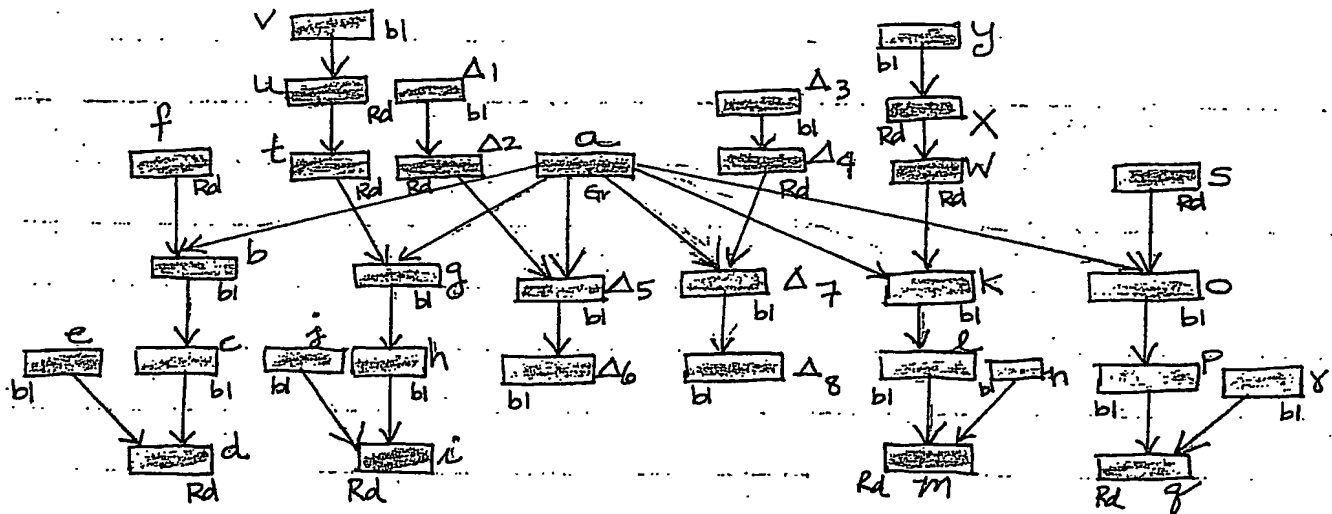 v bl y
bl
u Rd Δ1 bl Δ3 bl Rd X
f Rd t Rd Δ2 Rd a Gr Δ4 Rd W Rd S Rd
b bl g bl Δ5 bl Δ7 bl K bl O bl
e bl c bl j bl h bl Δ6 bl Δ8 bl l bl n bl P bl r bl
d Rd i Rd Rd m Rd q